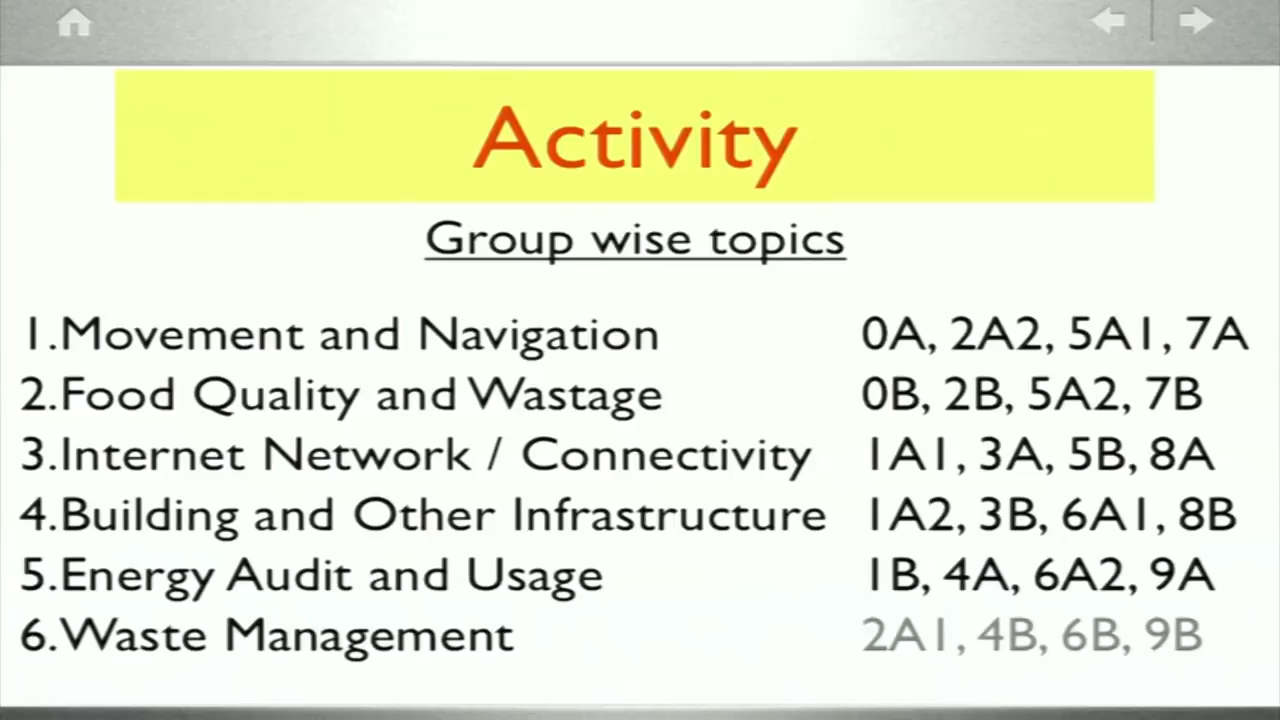 Activity
Group wise topics
1.Movement and Navigation 0A, 2A2, 5A1, 7A
2.Food Quality and Wastage 0B, 2B, 5A2, 7B
3.Internet Network / Connectivity 1A1, 3A, 5B, 8A
4.Building and Other Infrastructure 1A2, 3B, 6A1, 8B
5.Energy Audit and Usage 1B, 4A, 6A2, 9A
6.Waste Management 2A1, 4B, 6B, 9B